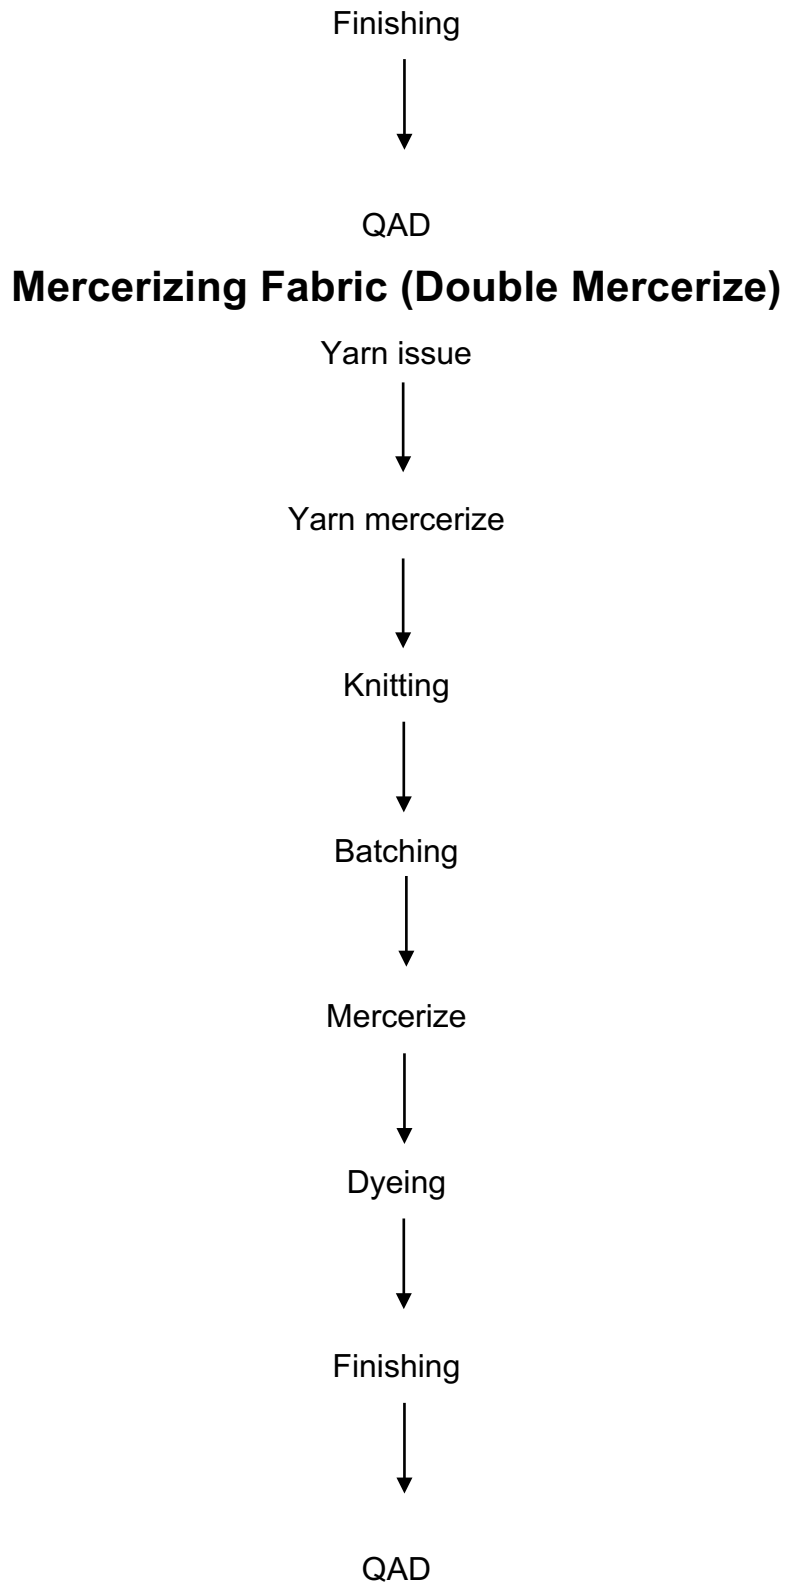 Finishing
QAD
Mercerizing Fabric (Double Mercerize)
Yarn issue
Yarn mercerize
Knitting
Batching
Mercerize
Dyeing
Finishing
QAD